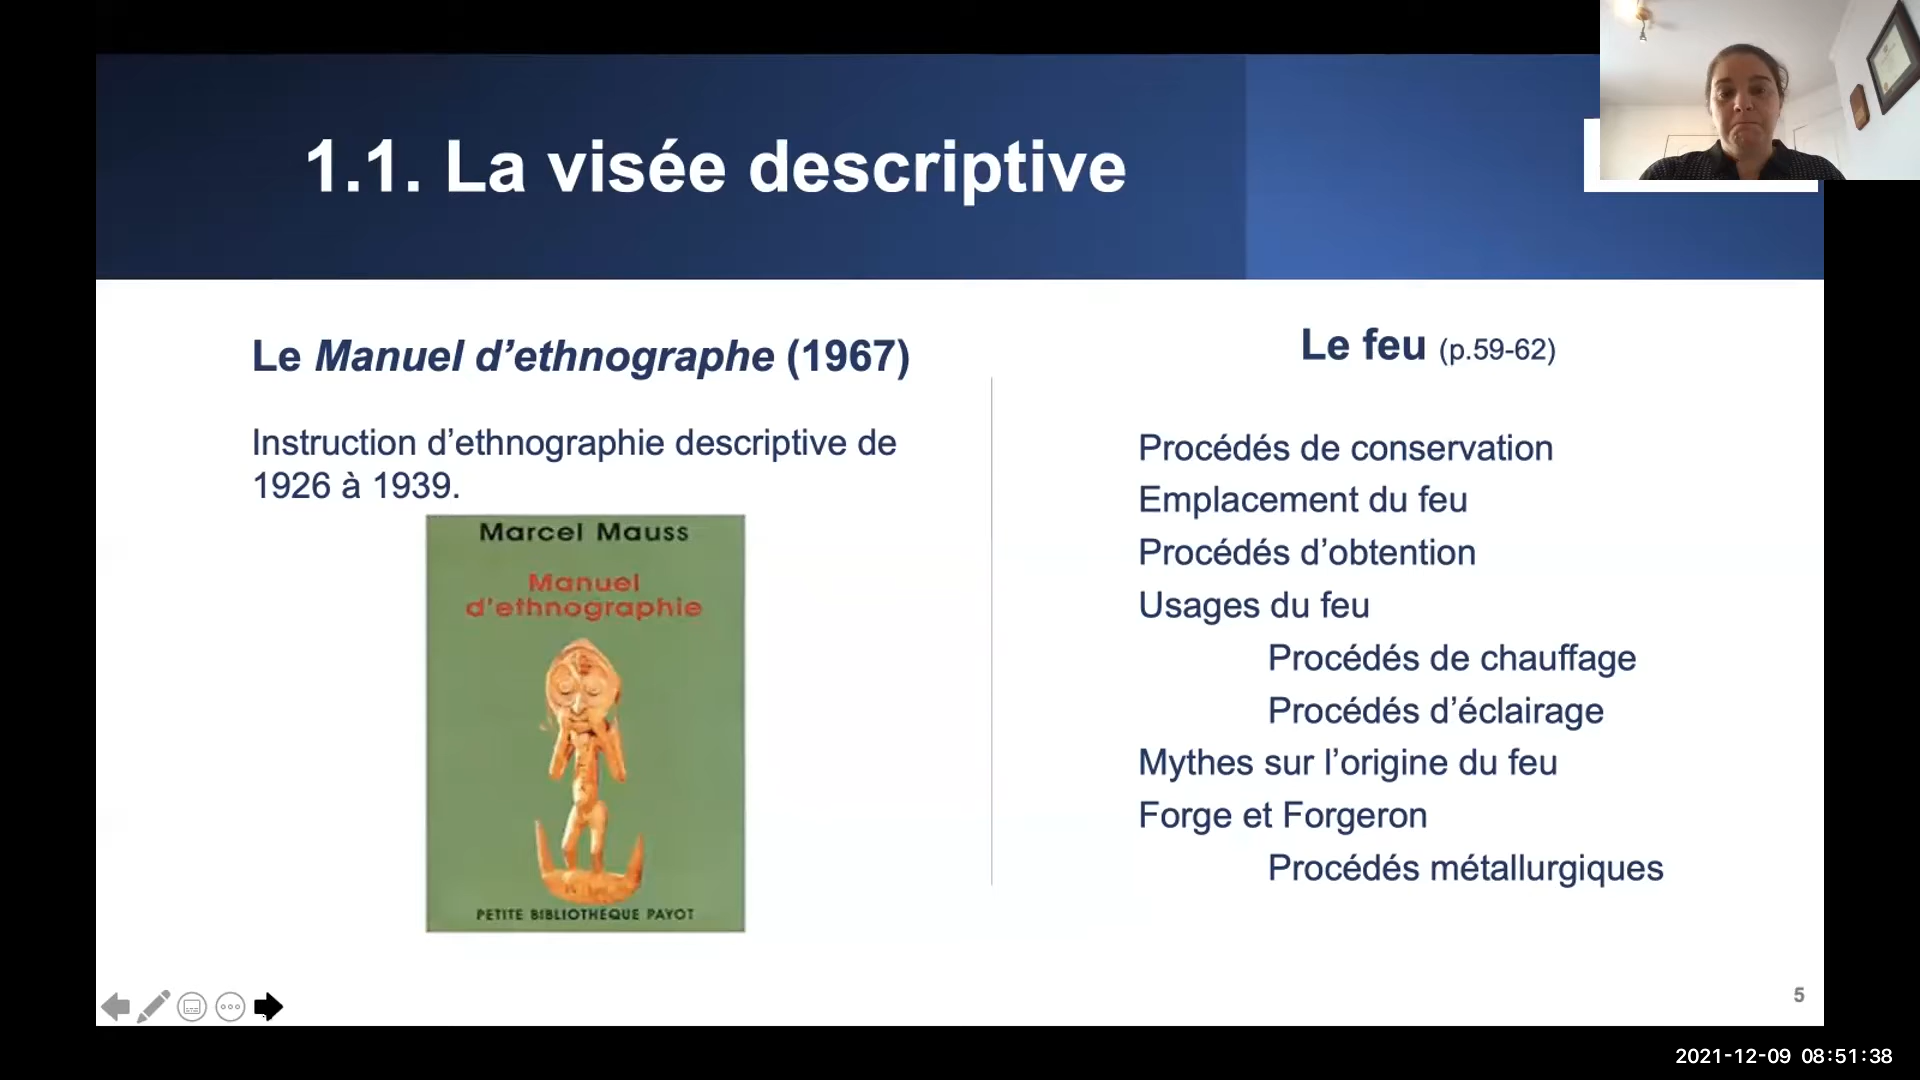 1.1. La visée descriptive
Le Manuel d’ethnographe (1967)
Instruction d’ethnographie descriptive de
1926 à 1939.
Marcel Mauss
Manuel
d’ethnographie
PETITE BIBLIOTHEQUE PAYOT
Le feu (p.59-62)
Procédés de conservation
Emplacement du feu
Procédés d’obtention
Usages du feu
Procédés de chauffage
Procédés d’éclairage
Mythes sur l’origine du feu
Forge et Forgeron
Procédés métallurgiques
5
2021-12-09 08:51:38